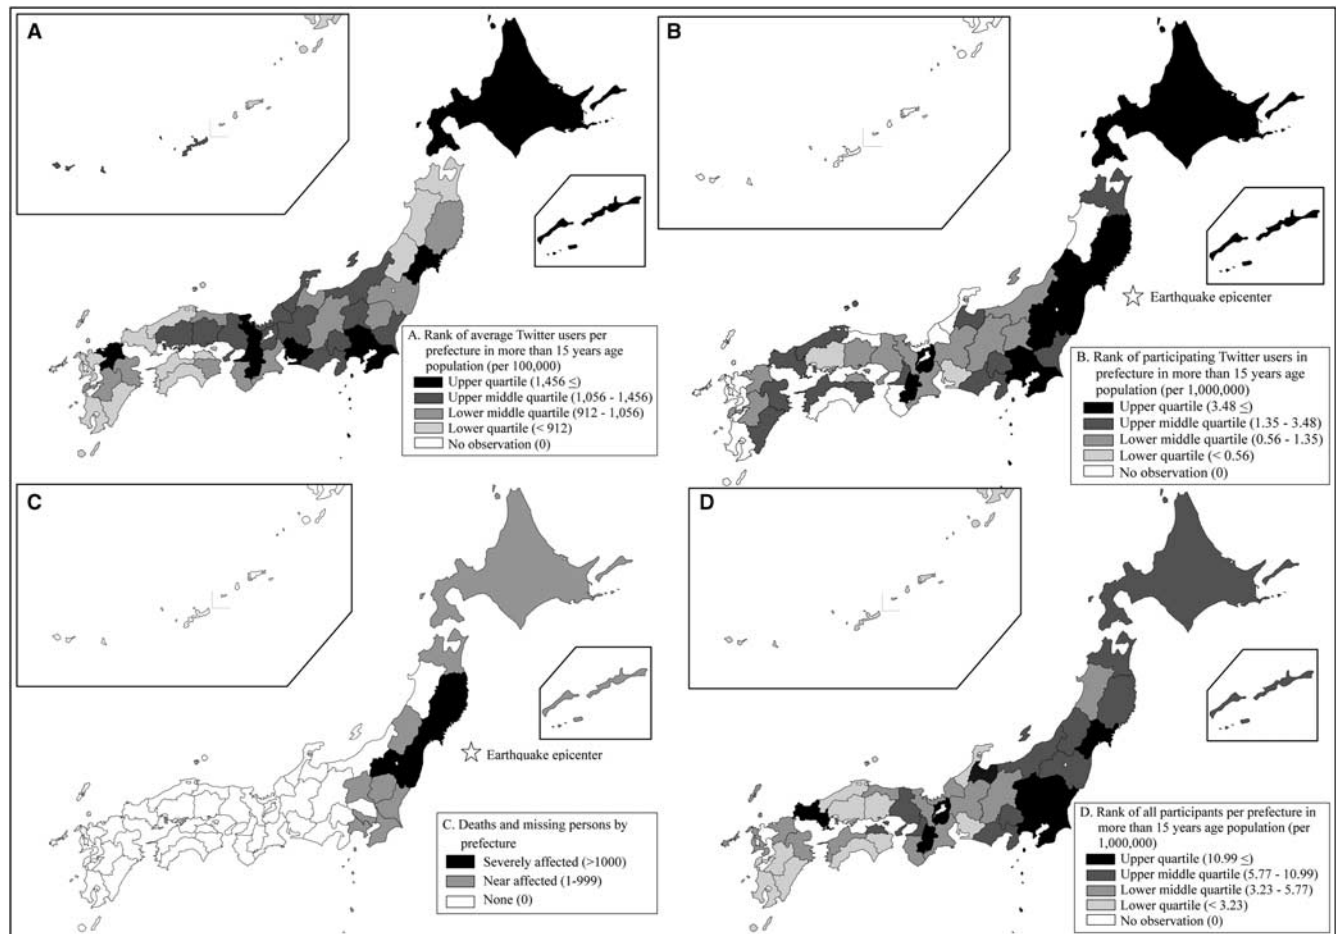 A
A. Rank of average Twitter users per
prefecture in more than 15 years age
population (per 100,000)
Upper quartile (1,456 ≤)
Upper middle quartile (1,056 - 1,456)
Lower middle quartile (912 - 1,056)
Lower quartile (< 912)
No observation (0)
B
Earthquake epicenter
B. Rank of participating Twitter users in
prefecture in more than 15 years age
population (per 1,000,000)
Upper quartile (3.48 ≤)
Upper middle quartile (1.35 - 3.48)
Lower middle quartile (0.56 - 1.35)
Lower quartile (< 0.56)
No observation (0)
C
Earthquake epicenter
C. Deaths and missing persons by
prefecture
Severely affected (>1000)
Near affected (1-999)
None (0)
D
D. Rank of all participants per prefecture in
more than 15 years age population (per
1,000,000)
Upper quartile (10.99 ≤)
Upper middle quartile (5.77 - 10.99)
Lower middle quartile (3.23 - 5.77)
Lower quartile (< 3.23)
No observation (0)